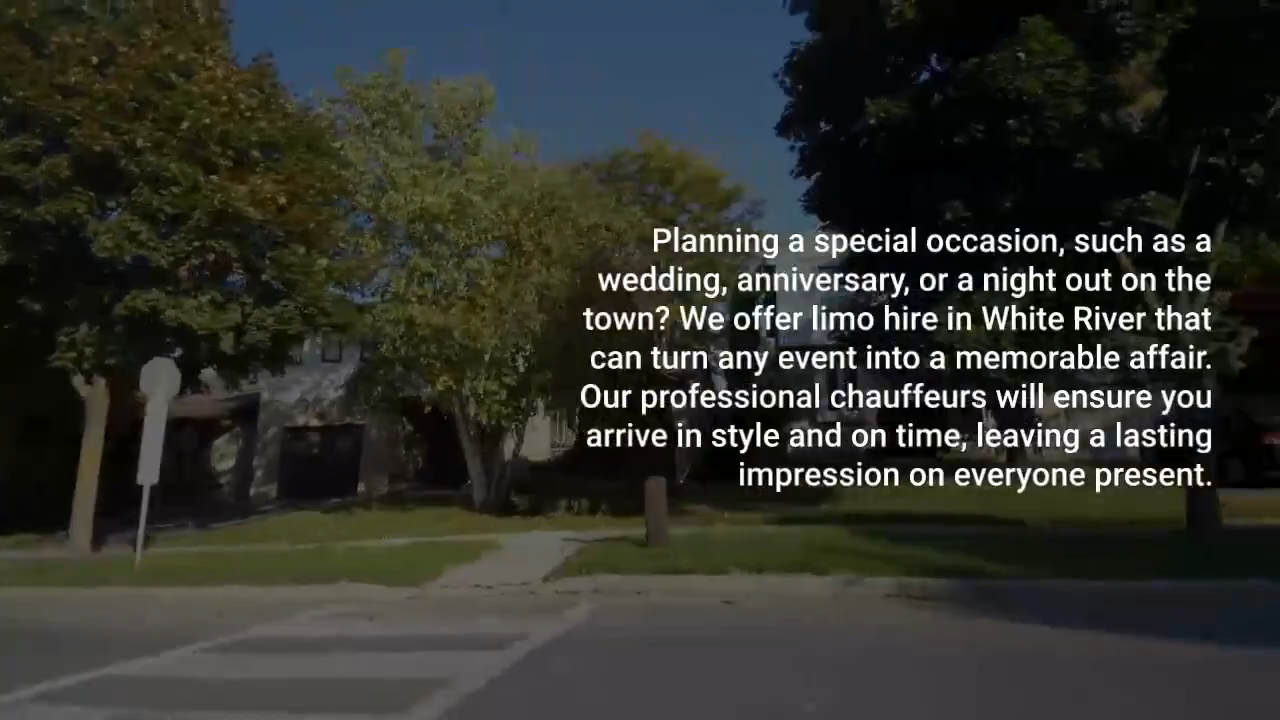 Planning a special occasion, such as a
wedding, anniversary, or a night out on the
town? We offer limo hire in White River that
can turn any event into a memorable affair.
Our professional chauffeurs will ensure you
arrive in style and on time, leaving a lasting
impression on everyone present.